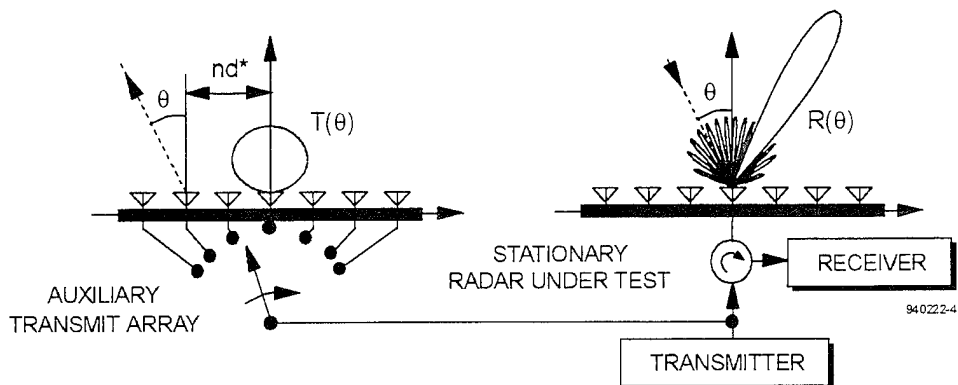 nd*
θ
T(θ)
θ
R(θ)
AUXILIARY
TRANSMIT ARRAY
STATIONARY
RADAR UNDER TEST
RECEIVER
940222-4
TRANSMITTER